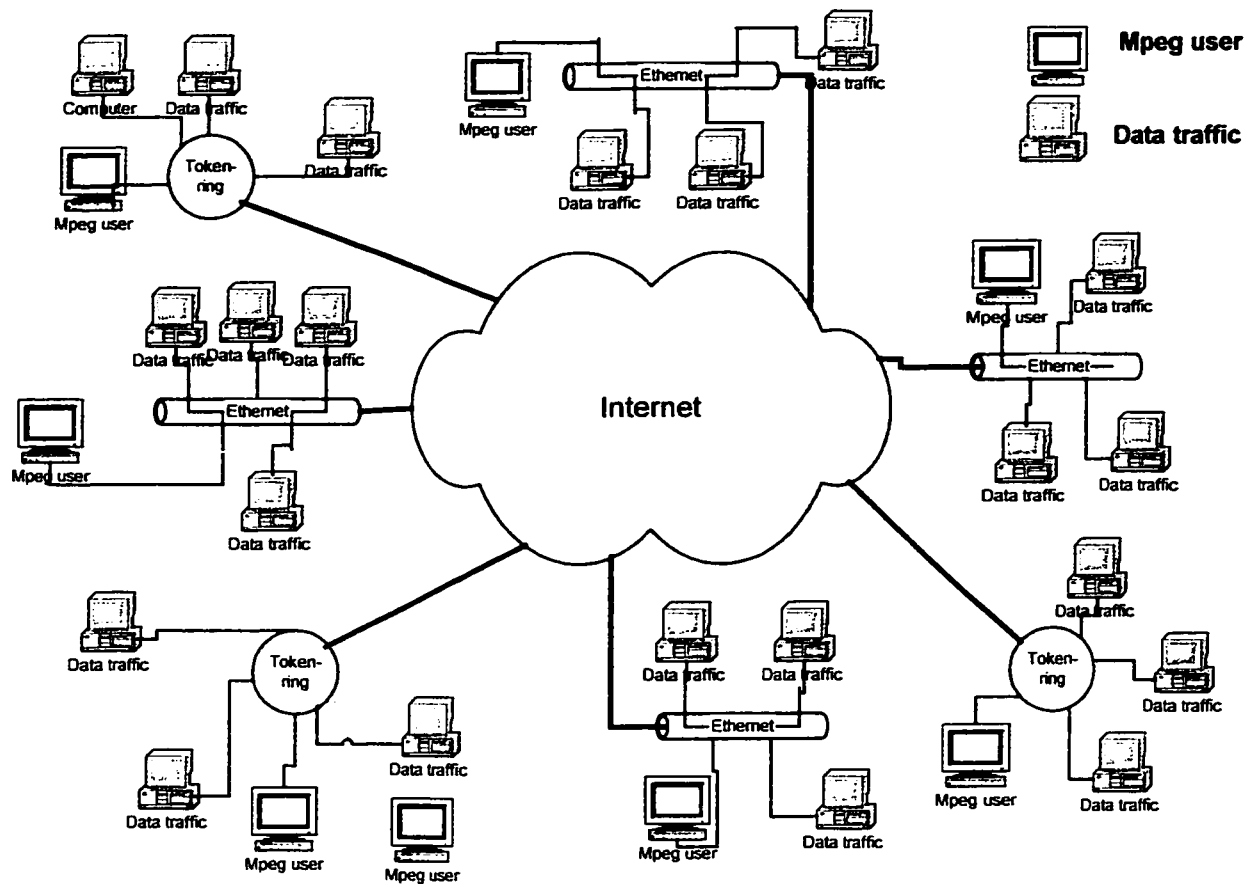 Mpeg user
Data traffic
Computer
Data traffic
Data traffic
Mpeg user
Token-
ring
Ethernet
Mpeg user
Data traffic
Data traffic
Data traffic
Data traffic
Data traffic
Data traffic
Ethernet
Mpeg user
Data traffic
Internet
Mpeg user
Data traffic
Ethernet
Data traffic
Data traffic
Data traffic
Token-
ring
Data traffic
Data traffic
Mpeg user
Mpeg user
Data traffic
Data traffic
Ethernet
Mpeg user
Data traffic
Data traffic
Token-
ring
Data traffic
Mpeg user
Data traffic